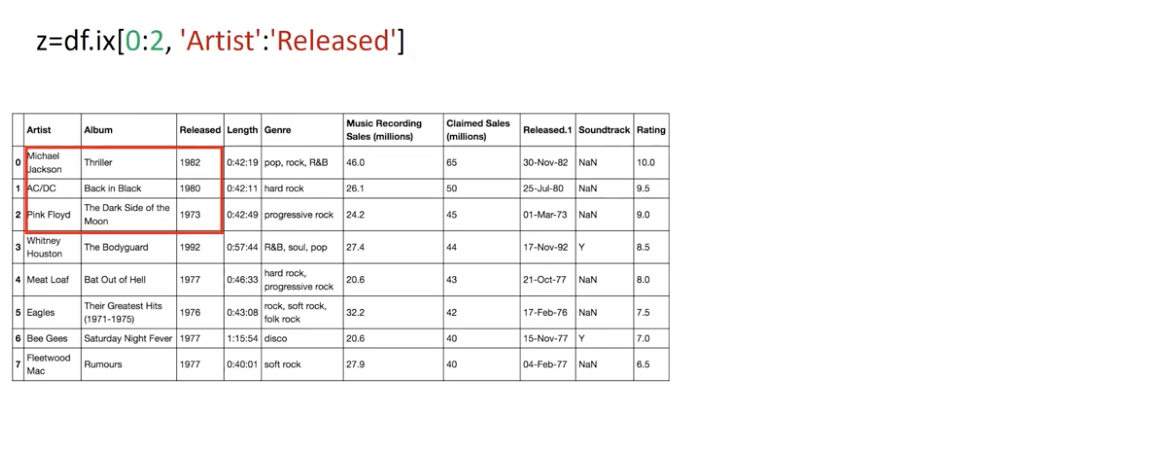 z=df.ix[0:2, 'Artist':'Released']
Artist Album Released Length Genre Music Recording Sales (millions) Claimed Sales (millions) Released.1 Soundtrack Rating
0 Michael Jackson Thriller 1982 0:42:19 pop, rock, R&B 46.0 65 30-Nov-82 NaN 10.0
1 AC/DC Back in Black 1980 0:42:11 hard rock 26.1 50 25-Jul-80 NaN 9.5
2 Pink Floyd The Dark Side of the Moon 1973 0:42:49 progressive rock 24.2 45 01-Mar-73 NaN 9.0
3 Whitney Houston The Bodyguard 1992 0:57:44 R&B, soul, pop 27.4 44 17-Nov-92 Y 8.5
4 Meat Loaf Bat Out of Hell 1977 0:46:33 hard rock, progressive rock 20.6 43 21-Oct-77 NaN 8.0
5 Eagles Their Greatest Hits (1971-1975) 1976 0:43:08 rock, soft rock, folk rock 32.2 42 17-Feb-76 NaN 7.5
6 Bee Gees Saturday Night Fever 1977 1:15:54 disco 20.6 40 15-Nov-77 Y 7.0
7 Fleetwood Mac Rumours 1977 0:40:01 soft rock 27.9 40 04-Feb-77 NaN 6.5